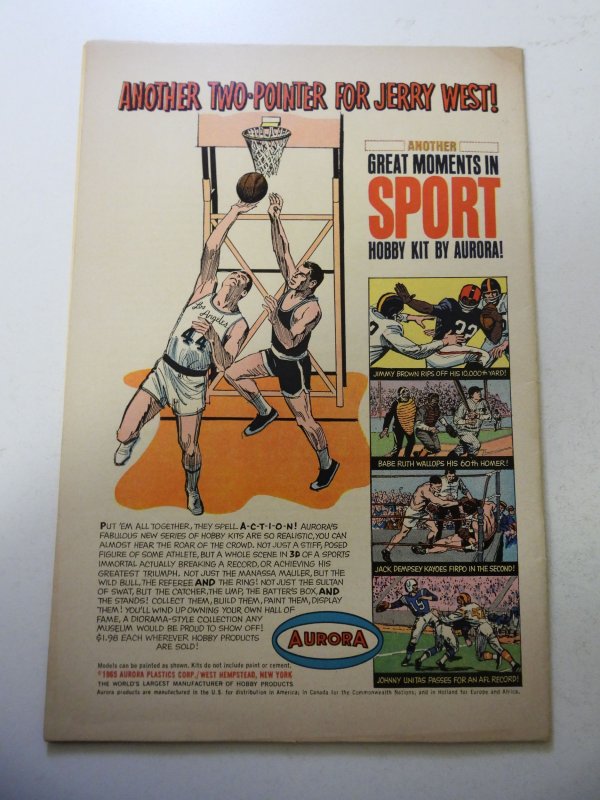 ANOTHER TWO-POINTER FOR JERRY WEST!
ANOTHER
GREAT MOMENTS IN
SPORT
HOBBY KIT BY AURORA!
Los Angeles
44
32
JIMMY BROWN RIPS OFF HIS 10,000th YARD!
BABE RUTH WALLOPS HIS 60th HOMER!
JACK DEMPSEY KAYOES FIRPO IN THE SECOND!
15
JOHNNY UNITAS PASSES FOR AN AFL RECORD!
PUT 'EM ALL TOGETHER, THEY SPELL A-C-T-I-O-N! AURORA'S
FABULOUS NEW SERIES OF HOBBY KITS ARE SO REALISTIC, YOU CAN
ALMOST HEAR THE ROAR OF THE CROWD. NOT JUST A STIFF, POSED
FIGURE OF SOME ATHLETE, BUT A WHOLE SCENE IN 3D OF A SPORTS
IMMORTAL ACTUALLY BREAKING A RECORD, OR ACHIEVING HIS
GREATEST TRIUMPH. NOT JUST THE MANASSA MAULER, BUT THE
WILD BULL, THE REFEREE AND THE RING! NOT JUST THE SULTAN
OF SWAT, BUT THE CATCHER, THE UMP, THE BATTER'S BOX, AND
THE STANDS! COLLECT THEM, BUILD THEM, PAINT THEM, DISPLAY
THEM! YOU'LL WIND UP OWNING YOUR OWN HALL OF
FAME, A DIORAMA-STYLE COLLECTION ANY
MUSEUM WOULD BE PROUD TO SHOW OFF!
$1.98 EACH WHEREVER HOBBY PRODUCTS
ARE SOLD!
AURORA
Models can be painted as shown. Kits do not include paint or cement.
©1965 AURORA PLASTICS CORP./WEST HEMPSTEAD, NEW YORK
THE WORLD'S LARGEST MANUFACTURER OF HOBBY PRODUCTS
Aurora products are manufactured in the U.S. for distribution in America; in Canada for the Commonwealth Nations; and in Holland for Europe and Africa.